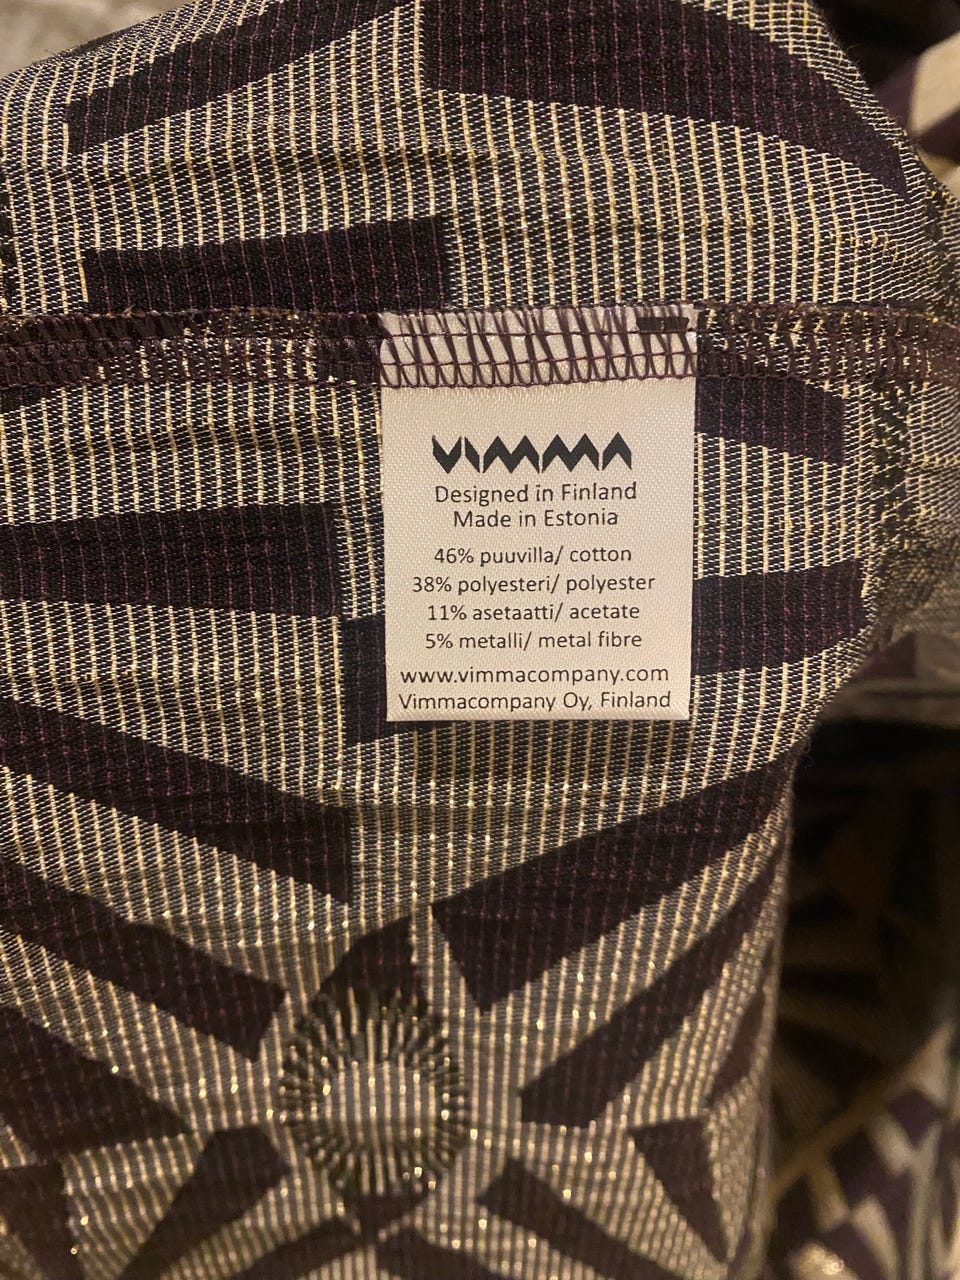 VIMMA
Designed in Finland
Made in Estonia
46% puuvilla/ cotton
38% polyesteri/ polyester
11% asetaatti/ acetate
5% metalli/ metal fibre
www.vimmacompany.com
Vimmacompany Oy, Finland